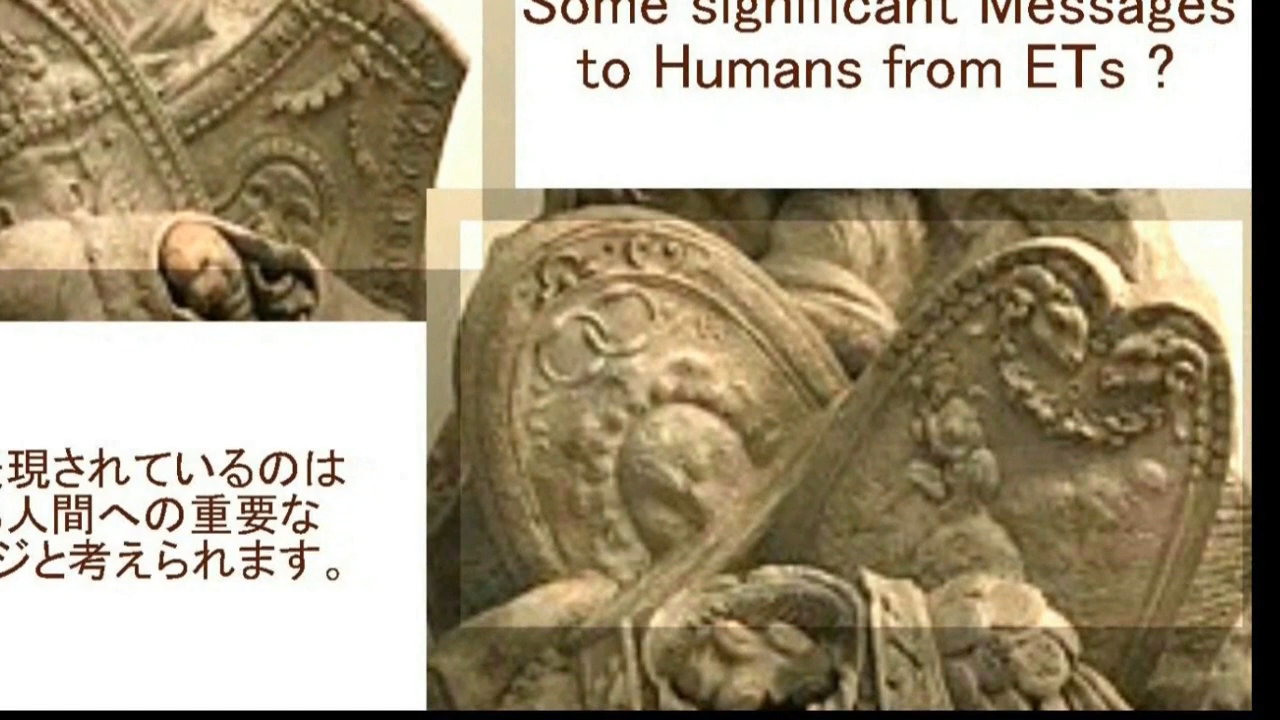 Some significant Messages
to Humans from ETs ?
現されているのは
人間への重要な
ジと考えられます。